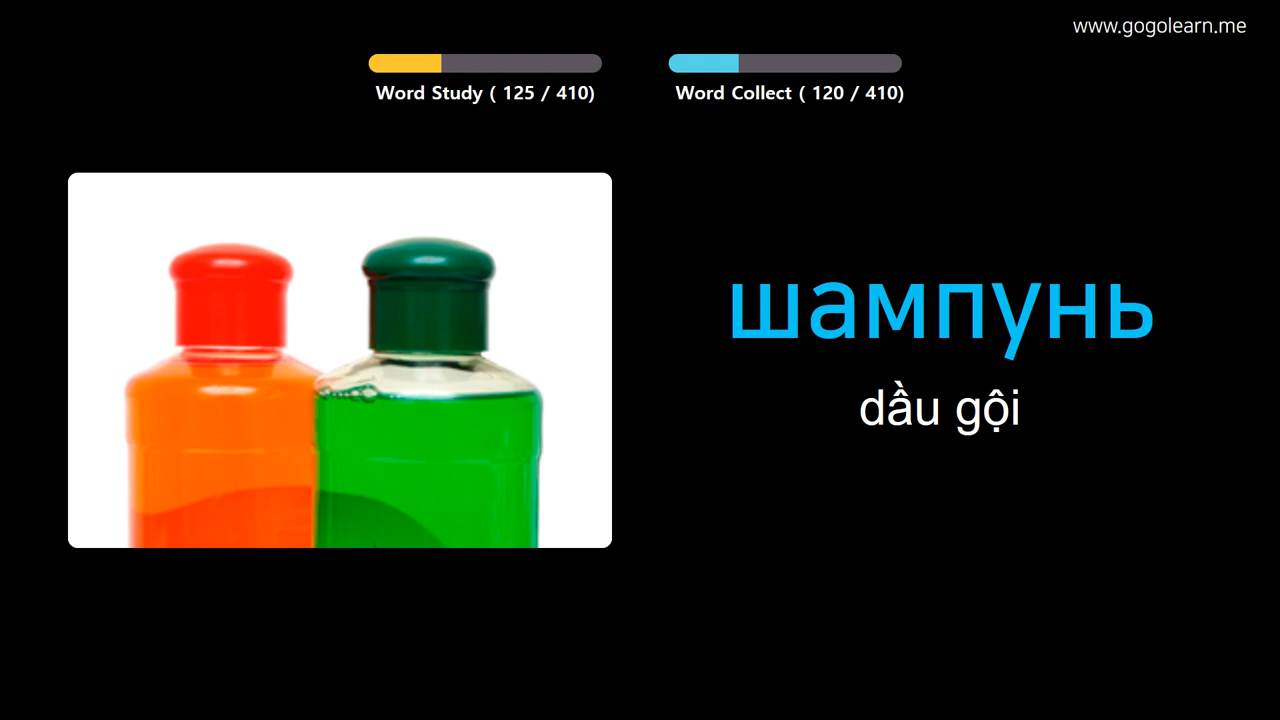 www.gogolearn.me
Word Study ( 125 / 410)
Word Collect ( 120 / 410)
шампунь
dầu gội